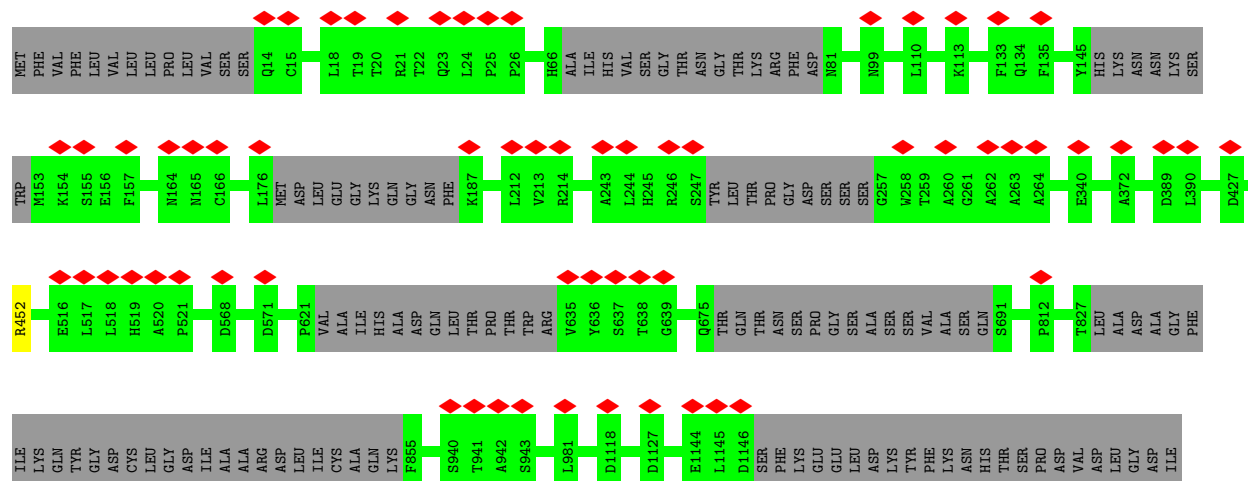 MET PHE VAL PHE LEU VAL LEU LEU PRO LEU VAL SER SER Q14 C15 L18 T19 T20 R21 T22 Q23 L24 P25 P26 H66 ALA ILE HIS VAL SER GLY THR ASN GLY THR LYS ARG PHE ASP N81 N99 L110 K113 F133 Q134 F135 Y145 HIS LYS ASN ASN LYS SER
TRP M153 K154 S155 E156 F157 N164 N165 C166 L176 MET ASP LEU GLU GLY LYS GLN GLY ASN PHE K187 L212 V213 R214 A243 L244 H245 R246 S247 TYR LEU THR PRO GLY ASP SER SER SER G257 W258 T259 A260 G261 A262 A263 A264 E340 A372 D389 L390 D427
R452 E516 L517 L518 H519 A520 P521 D568 D571 P621 VAL ALA ILE HIS ALA ASP GLN LEU THR PRO THR TRP ARG V635 Y636 S637 T638 G639 Q675 THR GLN THR ASN SER PRO GLY SER ALA SER SER VAL ALA SER GLN S691 P812 T827 LEU ALA ASP ALA GLY PHE
ILE LYS GLN TYR GLY ASP CYS LEU GLY ASP ILE ALA ALA ARG ASP LEU ILE CYS ALA GLN LYS F855 S940 T941 A942 S943 L981 D1118 D1127 E1144 L1145 D1146 SER PHE LYS GLU GLU LEU ASP LYS TYR PHE LYS ASN HIS THR SER PRO ASP VAL ASP LEU GLY ASP ILE